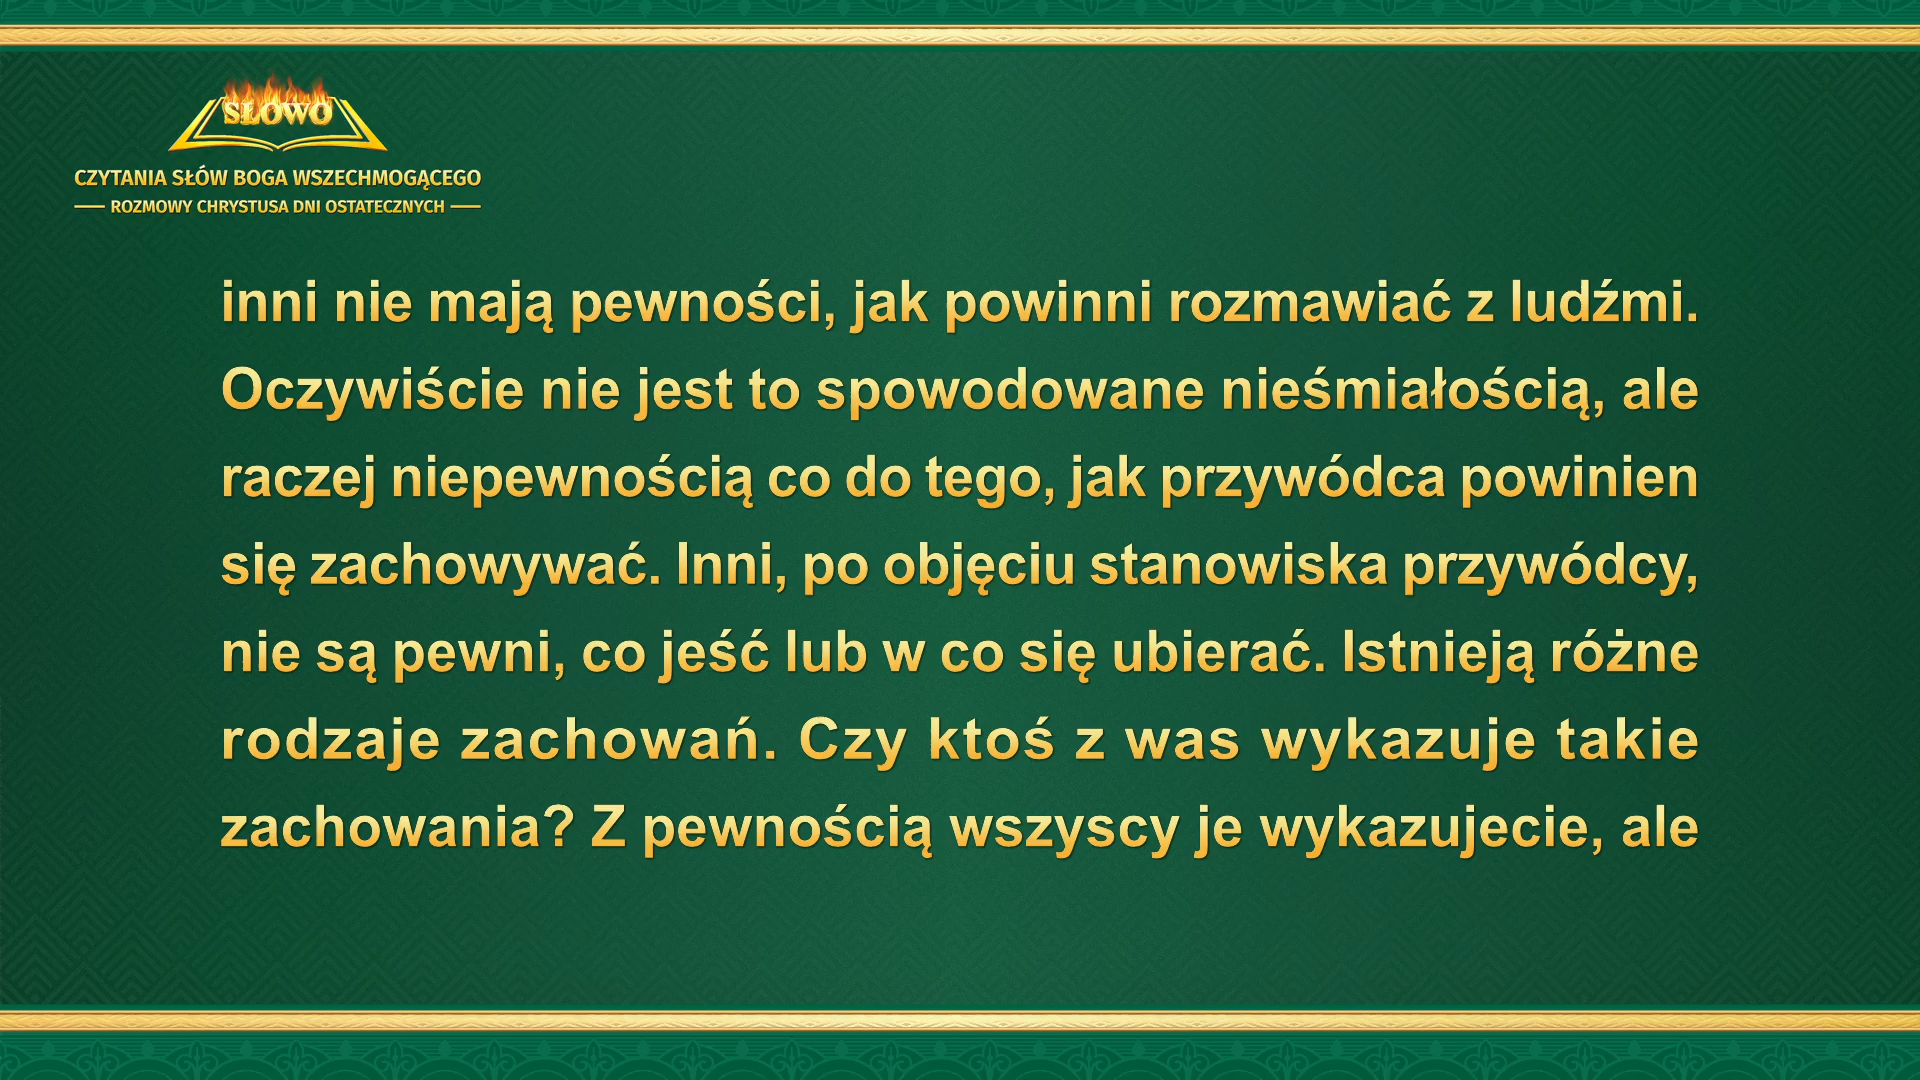 SŁOWO
CZYTANIA SŁÓW BOGA WSZECHMOGĄCEGO
ROZMOWY CHRYSTUSA DNI OSTATECZNYCH
inni nie mają pewności, jak powinni rozmawiać z ludźmi.
Oczywiście nie jest to spowodowane nieśmiałością, ale
raczej niepewnością co do tego, jak przywódca powinien
się zachowywać. Inni, po objęciu stanowiska przywódcy,
nie są pewni, co jeść lub w co się ubierać. Istnieją różne
rodzaje zachowań. Czy ktoś z was wykazuje takie
zachowania? Z pewnością wszyscy je wykazujecie, ale